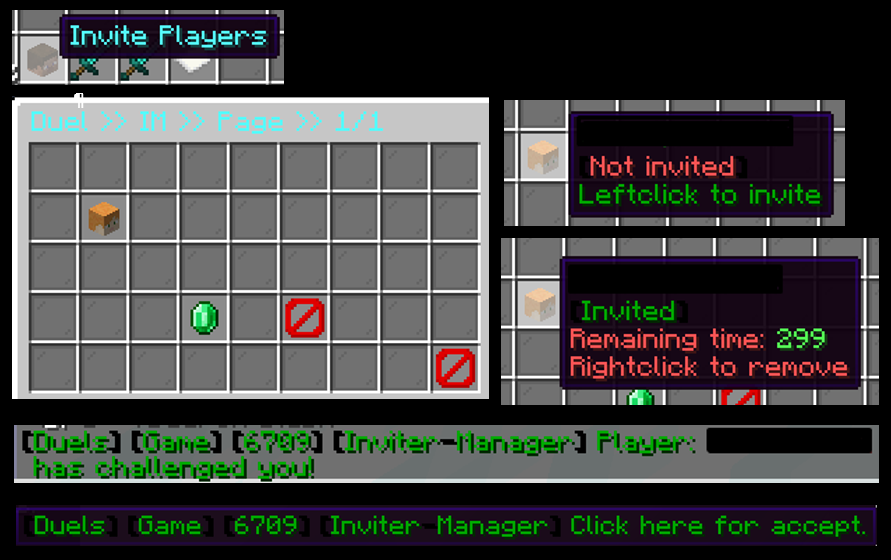 Invite Players
Duel >> IM >> Page >> 1/1
[Not invited]
Leftclick to invite
[Invited]
Remaining time: 299
Rightclick to remove
[Duels] [Game] [6709] [Inviter-Manager] Player:
has challenged you!
[Duels] [Game] [6709] [Inviter-Manager] Click here for accept.